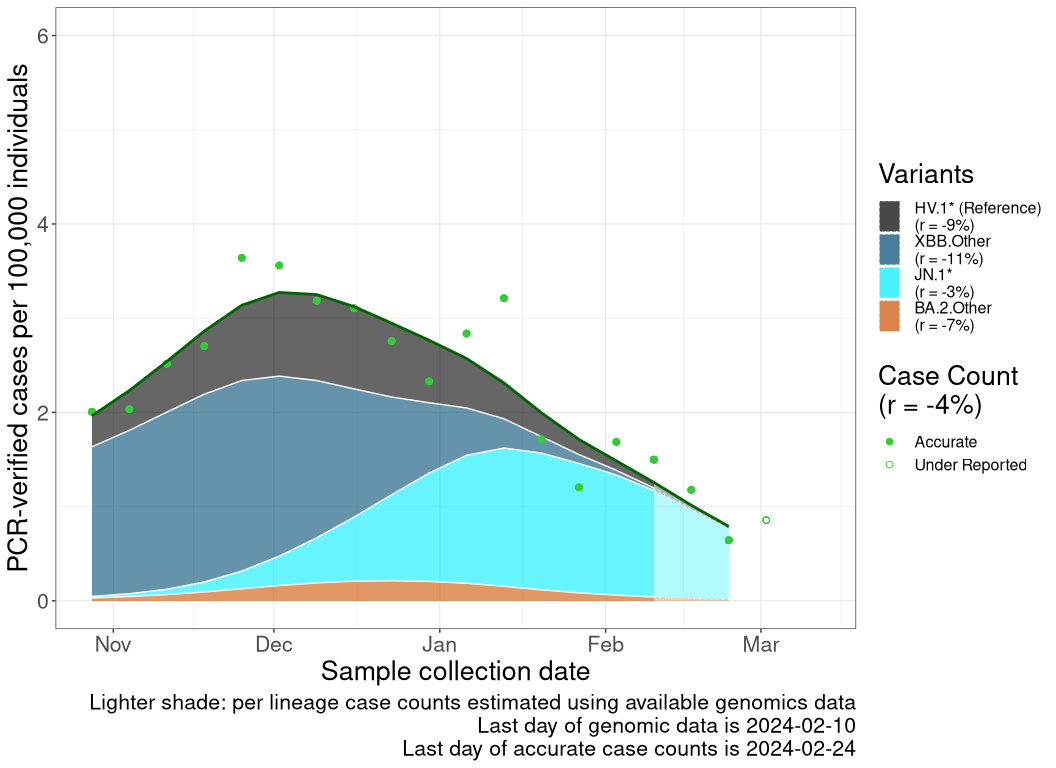 PCR-verified cases per 100,000 individuals
6
4
2
0
Nov
Dec
Jan
Feb
Mar
Sample collection date
Lighter shade: per lineage case counts estimated using available genomics data
Last day of genomic data is 2024-02-10
Last day of accurate case counts is 2024-02-24
Variants
HV.1* (Reference)
(r = -9%)
XBB.Other
(r = -11%)
JN.1*
(r = -3%)
BA.2.Other
(r = -7%)
Case Count
(r = -4%)
Accurate
Under Reported